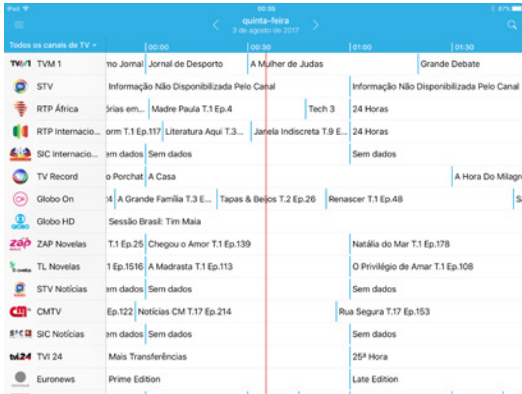 iPad 00:35 87%
quinta-feira
3 de agosto de 2017
Todos os canais de TV 00:00 00:30 01:00 01:30
TVM 1 no Jornal Jornal de Desporto A Mulher de Judas Grande Debate
STV Informação Não Disponibilizada Pelo Canal Informação Não Disponibilizada Pelo Canal
RTP África órias em... Madre Paula T.1 Ep.4 Tech 3 24 Horas
RTP Internacio... orm T.1 Ep.117 Literatura Aqui T.3... Janela Indiscreta T.9 E... 24 Horas
SIC Internacio... em dados Sem dados Sem dados
TV Record o Porchat A Casa A Hora Do Milagr
Globo On 4 A Grande Família T.3 E... Tapas & Beijos T.2 Ep.26 Renascer T.1 Ep.48 S
Globo HD Sessão Brasil: Tim Maia
zap ZAP Novelas T.1 Ep.25 Chegou o Amor T.1 Ep.139 Natália do Mar T.1 Ep.178
TL Novelas 1 Ep.1516 A Madrasta T.1 Ep.113 O Privilégio de Amar T.1 Ep.108
STV Notícias em dados Sem dados Sem dados
CMTV Ep.122 Notícias CM T.17 Ep.214 Rua Segura T.17 Ep.153
SIC Notícias em dados Sem dados Sem dados
tvi24 TVI 24 Mais Transferências 25ª Hora
Euronews Prime Edition Late Edition